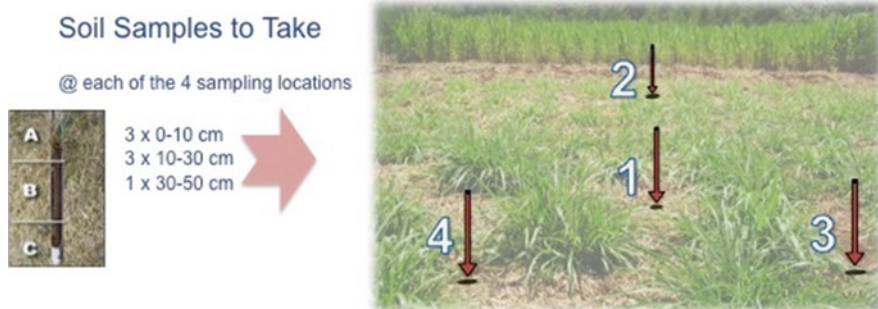 Soil Samples to Take
@ each of the 4 sampling locations
A
B
C
3 x 0-10 cm
3 x 10-30 cm
1 x 30-50 cm
2
1
4
3